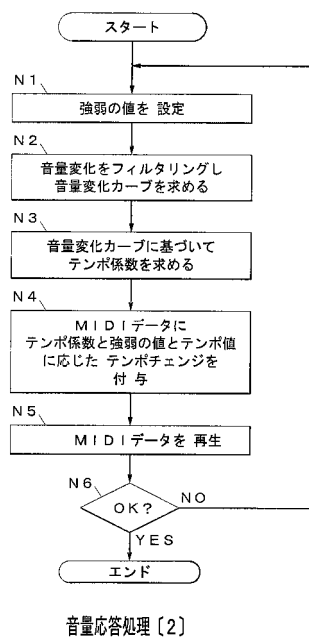 スタート
N1
強弱の値を 設定
N2
音量変化をフィルタリングし
音量変化カーブを求める
N3
音量変化カーブに基づいて
テンポ係数を求める
N4
MIDIデータに
テンポ係数と強弱の値とテンポ値
に応じた テンポチェンジを
付 与
N5
MIDIデータを 再生
N6
OK?
NO
YES
エンド
音量応答処理〔2〕